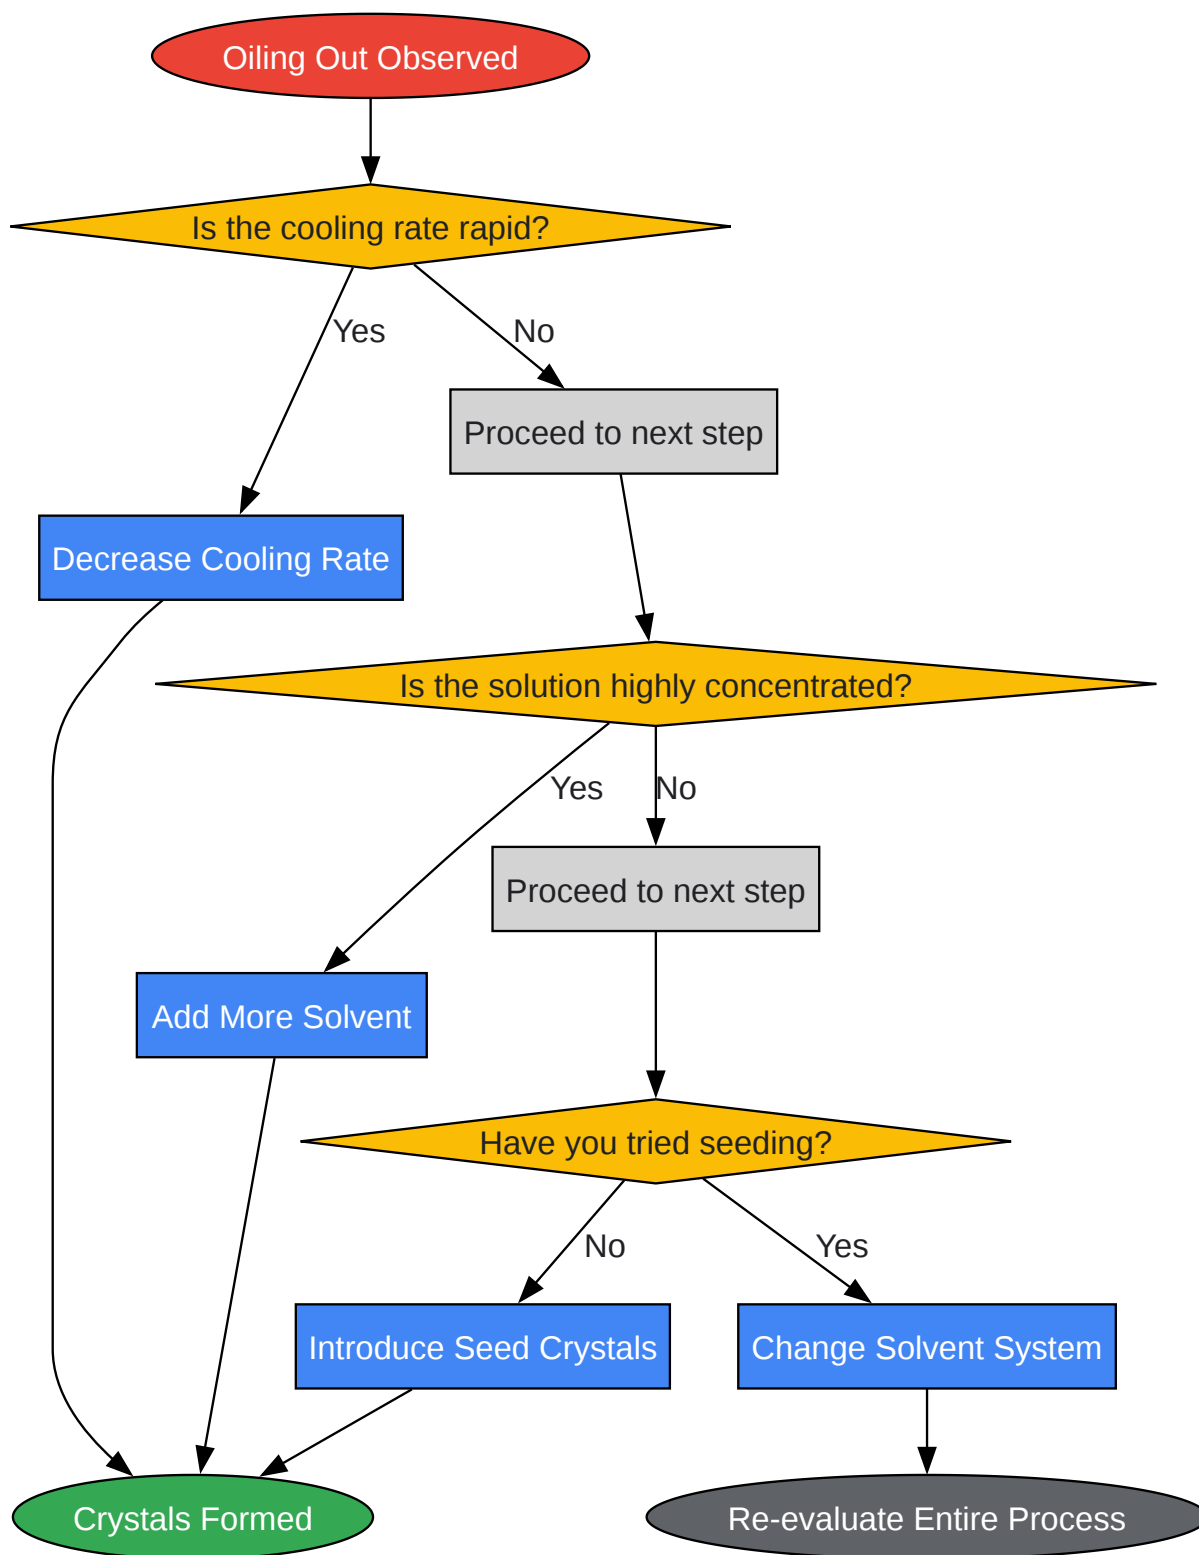 Oiling Out Observed
Is the cooling rate rapid?
Yes
No
Proceed to next step
Decrease Cooling Rate
Is the solution highly concentrated?
Yes
No
Proceed to next step
Add More Solvent
Have you tried seeding?
No
Yes
Introduce Seed Crystals
Change Solvent System
Crystals Formed
Re-evaluate Entire Process